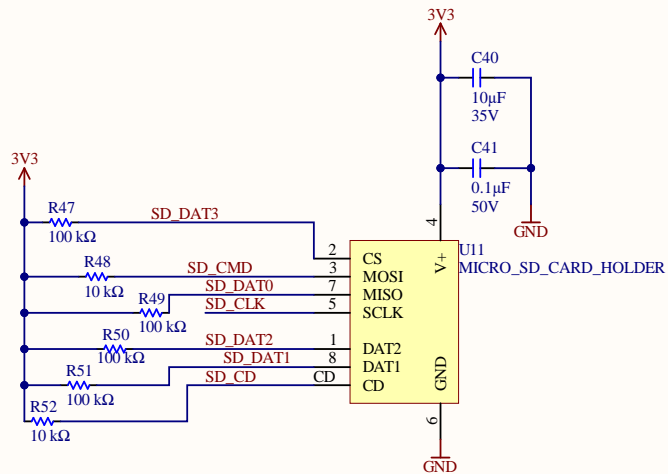 3V3
C40
10µF
35V
C41
0.1µF
50V
GND
3V3
R47
100 kΩ
SD_DAT3
R48
10 kΩ
SD_CMD
R49
100 kΩ
SD_DAT0
SD_CLK
R50
100 kΩ
SD_DAT2
R51
100 kΩ
SD_DAT1
R52
10 kΩ
SD_CD
CD
4
U11
MICRO_SD_CARD_HOLDER
V+
2 CS
3 MOSI
7 MISO
5 SCLK
1 DAT2
8 DAT1
CD
GND
6
GND